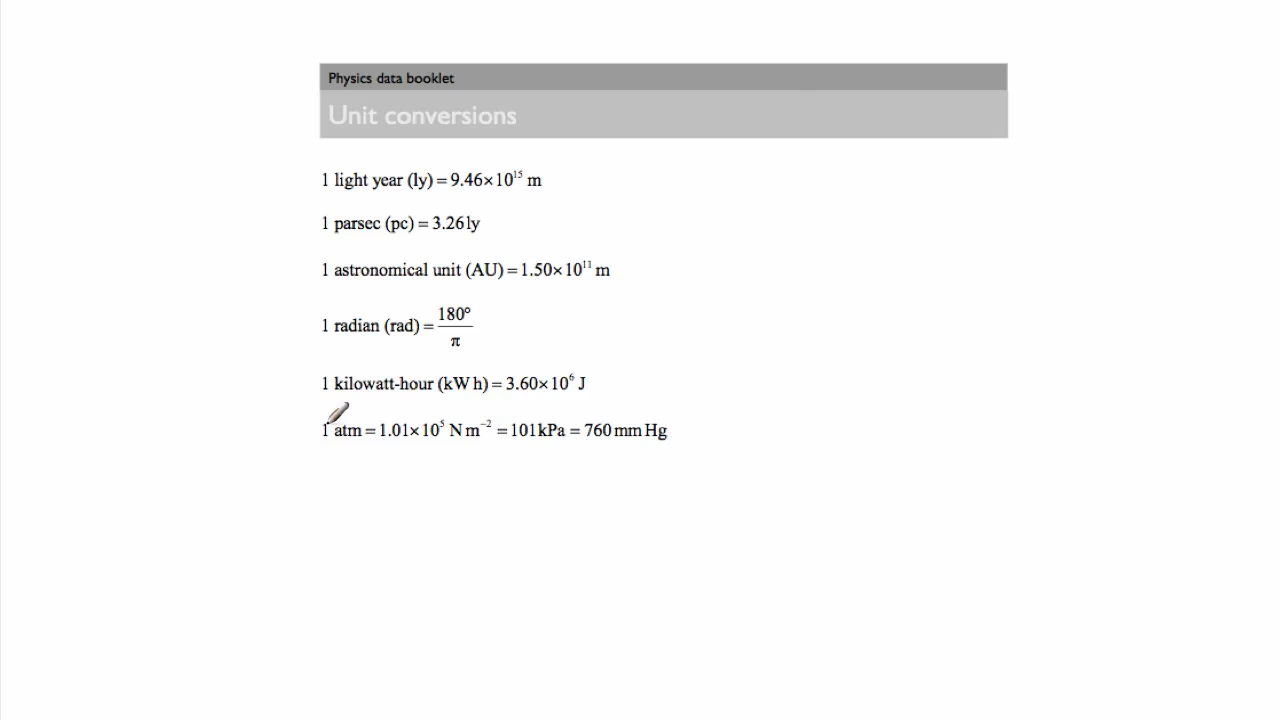 Physics data booklet
Unit conversions
1 light year (ly) = 9.46×10¹⁵ m
1 parsec (pc) = 3.26 ly
1 astronomical unit (AU) = 1.50×10¹¹ m
1 radian (rad) = 180°/π
1 kilowatt-hour (kW h) = 3.60×10⁶ J
1 atm = 1.01×10⁵ N m⁻² = 101 kPa = 760 mm Hg